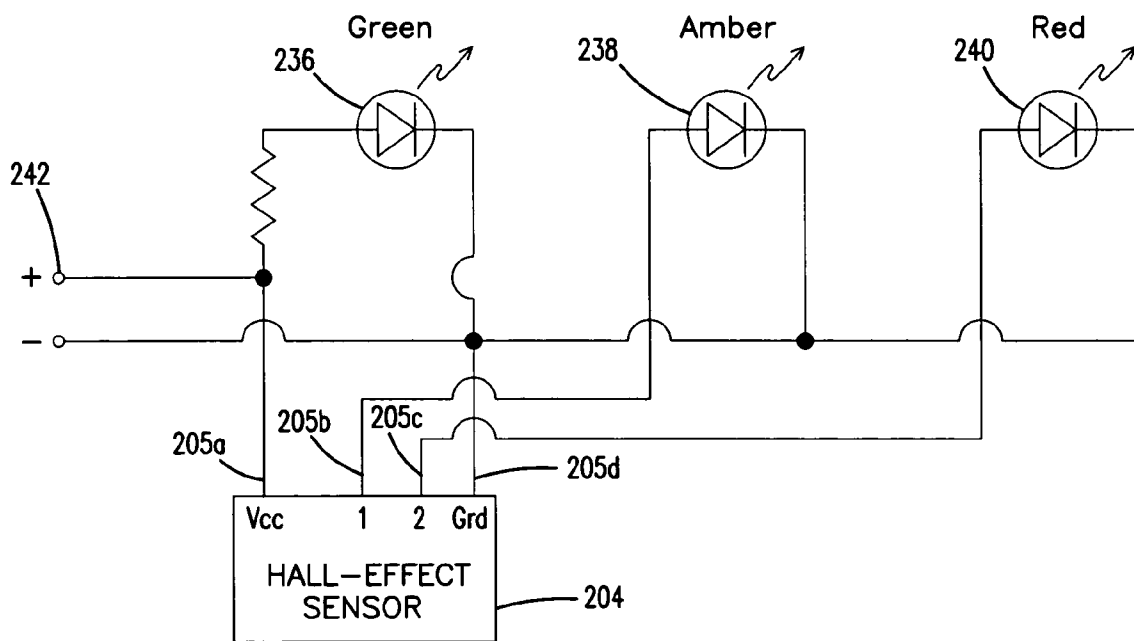 Green Amber Red
236 238 240
242
+
-
205a 205b 205c 205d
Vcc 1 2 Grd
HALL-EFFECT
SENSOR
204